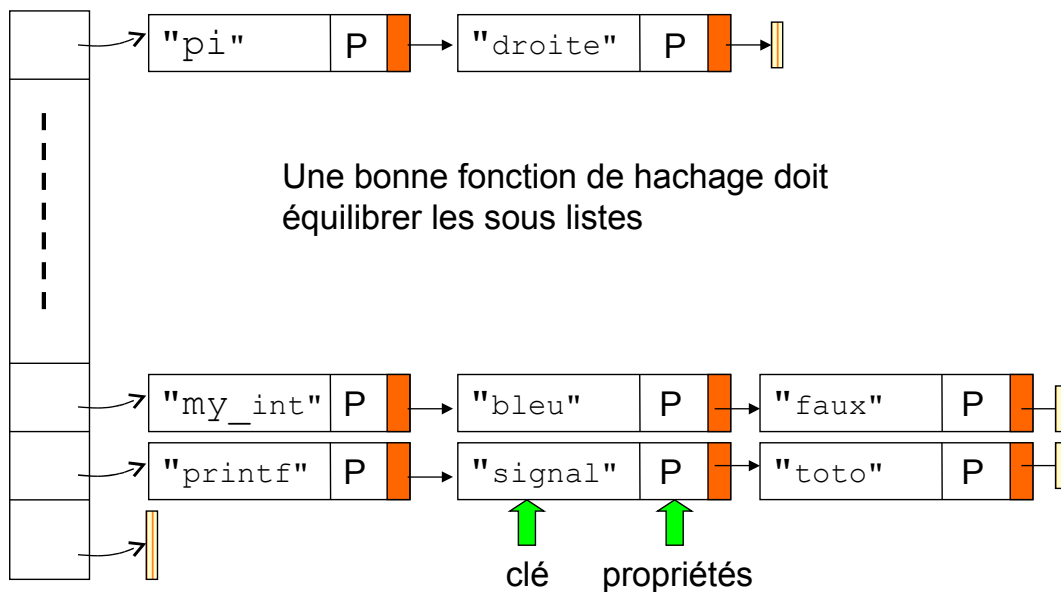 "pi" P "droite" P
Une bonne fonction de hachage doit
équilibrer les sous listes
"my_int" P "bleu" P "faux" P
"printf" P "signal" P "toto" P
clé propriétés